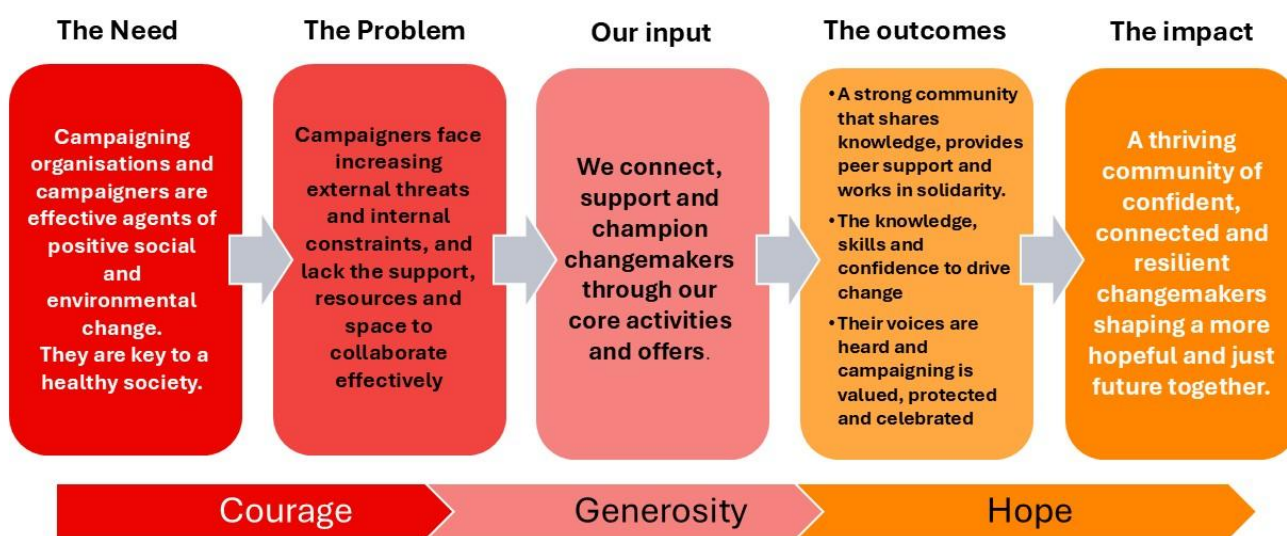 The Need
Campaigning
organisations and
campaigners are
effective agents of
positive social
and
environmental
change.
They are key to a
healthy society.
The Problem
Campaigners face
increasing
external threats
and internal
constraints, and
lack the support,
resources and
space to
collaborate
effectively
Our input
We connect,
support and
champion
changemakers
through our
core activities
and offers.
The outcomes
•A strong community
that shares
knowledge, provides
peer support and
works in solidarity.
•The knowledge,
skills and
confidence to drive
change
•Their voices are
heard and
campaigning is
valued, protected
and celebrated
The impact
A thriving
community of
confident,
connected and
resilient
changemakers
shaping a more
hopeful and just
future together.
Courage
Generosity
Hope